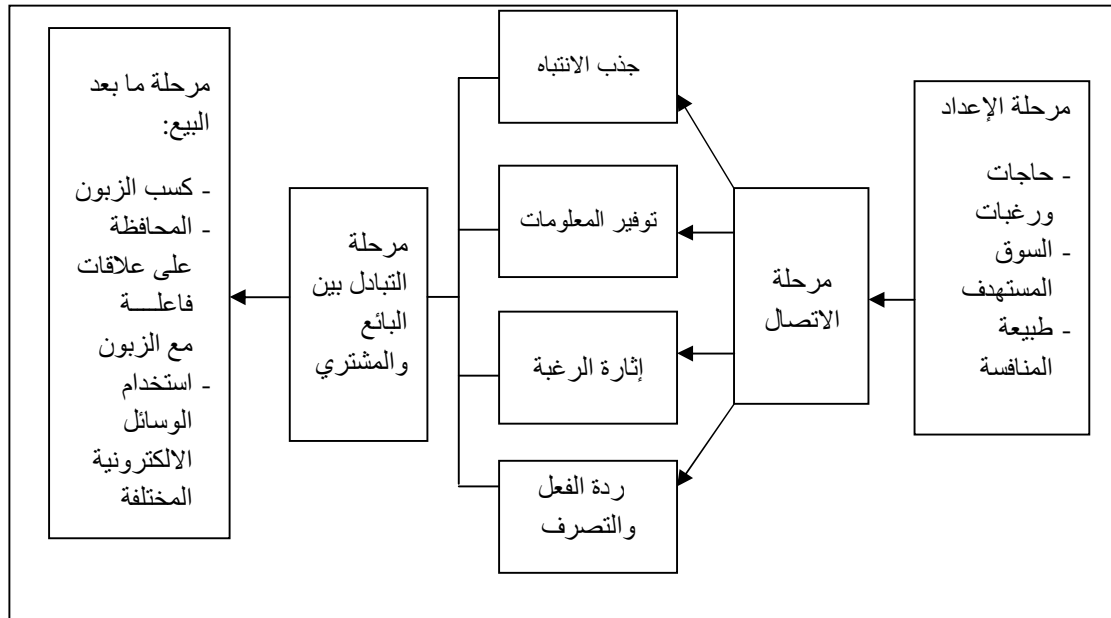 مرحلة الإعداد
- حاجات
ورغبات
- السوق
المستهدف
- طبيعة
المنافسة
مرحلة
الاتصال
جذب الانتباه
توفير المعلومات
إثارة الرغبة
ردة الفعل
والتصرف
مرحلة
التبادل بين
البائع
والمشتري
مرحلة ما بعد
البيع:
- كسب الزبون
- المحافظة
على علاقات
فاعلــــة
مع الزبون
- استخدام
الوسائل
الالكترونية
المختلفة